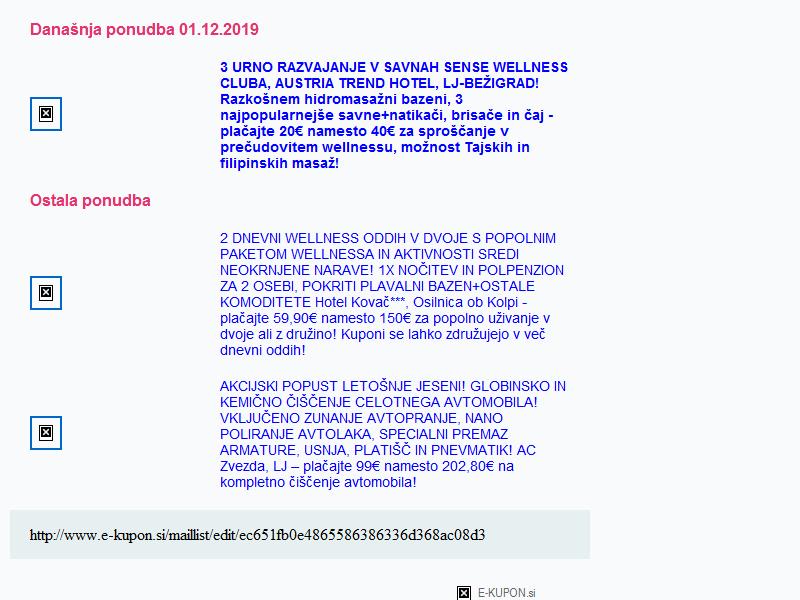 Današnja ponudba 01.12.2019
3 URNO RAZVAJANJE V SAVNAH SENSE WELLNESS
CLUBA, AUSTRIA TREND HOTEL, LJ-BEŽIGRAD!
Razkošnem hidromasažni bazeni, 3
najpopularnejše savne+natikači, brisače in čaj -
plačajte 20€ namesto 40€ za sproščanje v
prečudovitem wellnessu, možnost Tajskih in
filipinskih masaž!
Ostala ponudba
2 DNEVNI WELLNESS ODDIH V DVOJE S POPOLNIM
PAKETOM WELLNESSA IN AKTIVNOSTI SREDI
NEOKRNJENE NARAVE! 1X NOČITEV IN POLPENZION
ZA 2 OSEBI, POKRITI PLAVALNI BAZEN+OSTALE
KOMODITETE Hotel Kovač***, Osilnica ob Kolpi -
plačajte 59,90€ namesto 150€ za popolno uživanje v
dvoje ali z družino! Kuponi se lahko združujejo v več
dnevni oddih!
AKCIJSKI POPUST LETOŠNJE JESENI! GLOBINSKO IN
KEMIČNO ČIŠČENJE CELOTNEGA AVTOMOBILA!
VKLJUČENO ZUNANJE AVTOPRANJE, NANO
POLIRANJE AVTOLAKA, SPECIALNI PREMAZ
ARMATURE, USNJA, PLATIŠČ IN PNEVMATIK! AC
Zvezda, LJ – plačajte 99€ namesto 202,80€ na
kompletno čiščenje avtomobila!
http://www.e-kupon.si/maillist/edit/ec651fb0e4865586386336d368ac08d3
E-KUPON.si